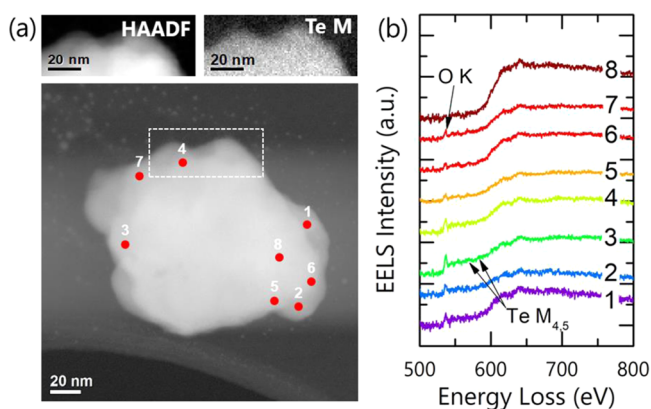 (a)
HAADF
20 nm
Te M
20 nm
4
7
1
3
8
6
5
2
20 nm
(b)
EELS Intensity (a.u.)
O K
8
7
6
5
4
3
2
1
Te M4,5
500 600 700 800
Energy Loss (eV)